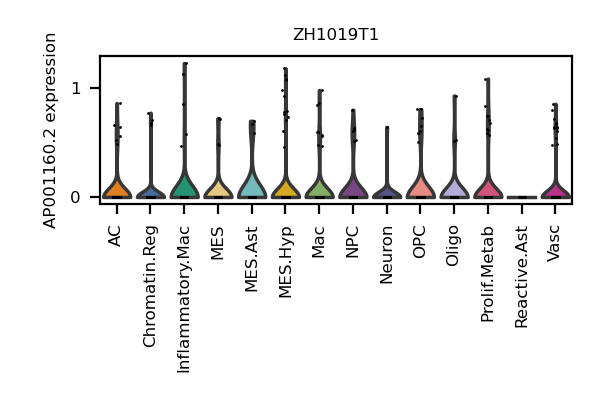 ZH1019T1
AP001160.2 expression
1
0
AC
Chromatin.Reg
Inflammatory.Mac
MES
MES.Ast
MES.Hyp
Mac
NPC
Neuron
OPC
Oligo
Prolif.Metab
Reactive.Ast
Vasc